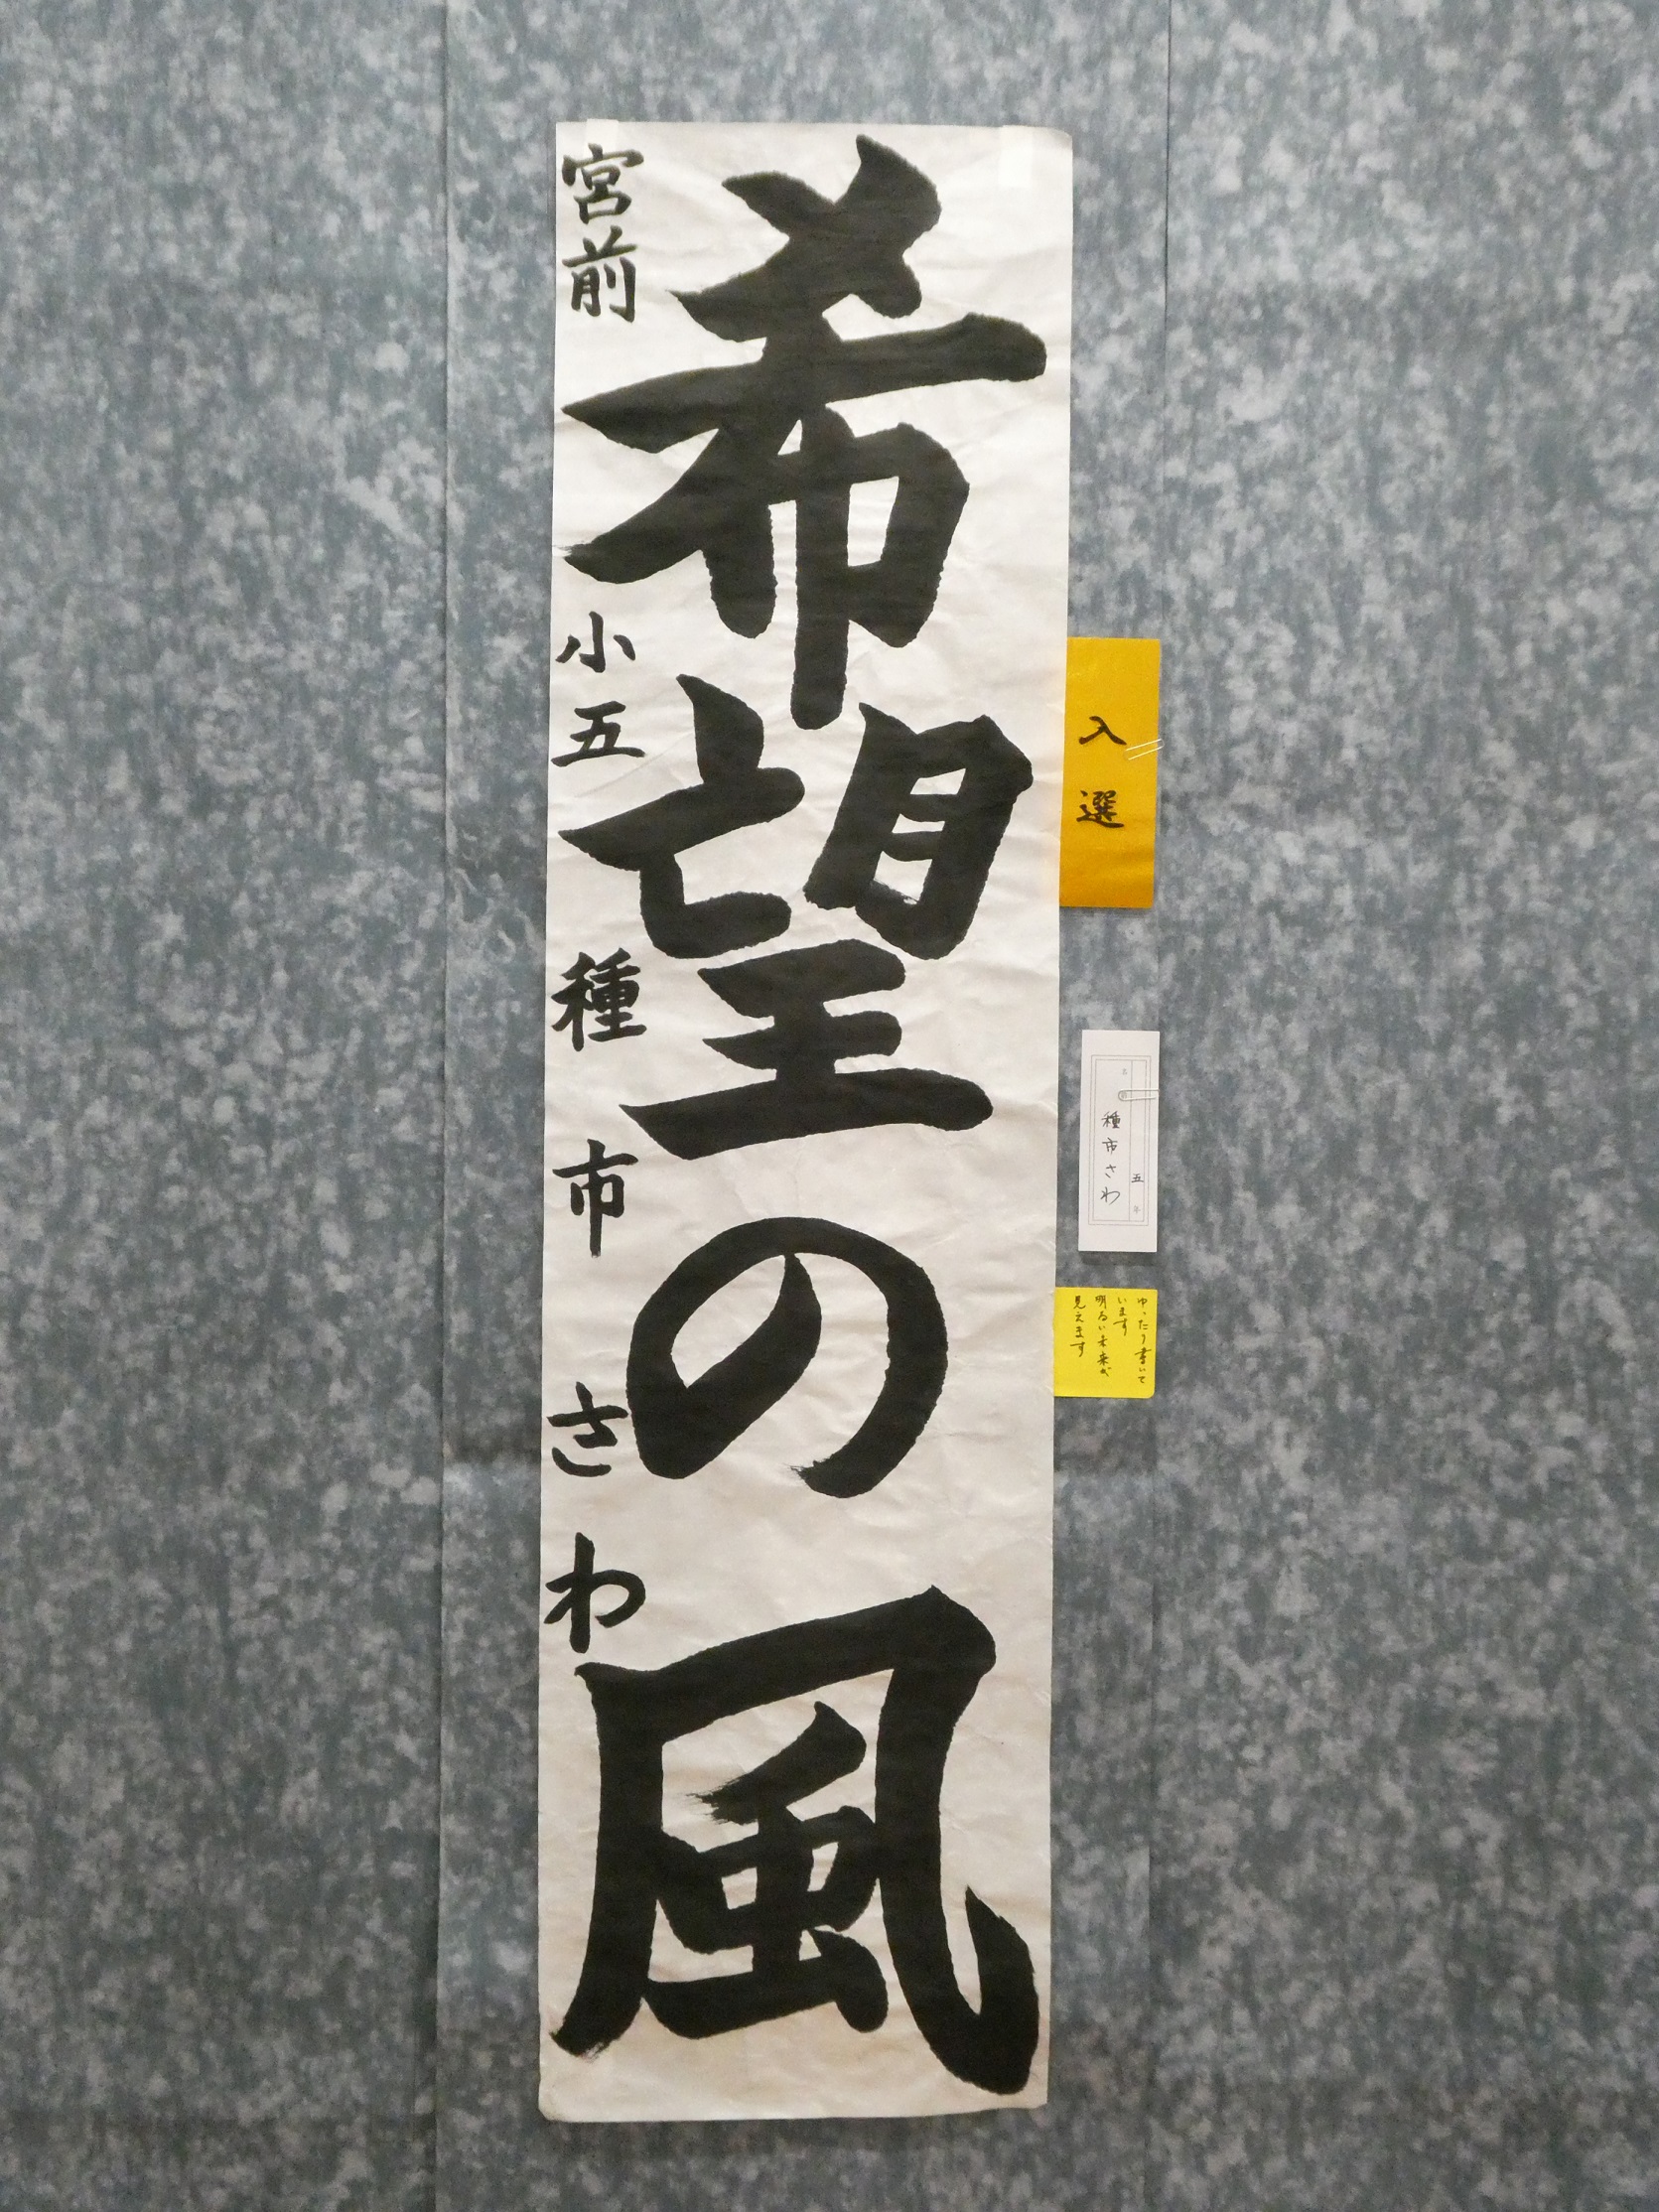 希望の風
宮前小五 種市さわ
入選
五年
名前 種市さわ
ゆったり書いて
います
明るい未来が
見えます